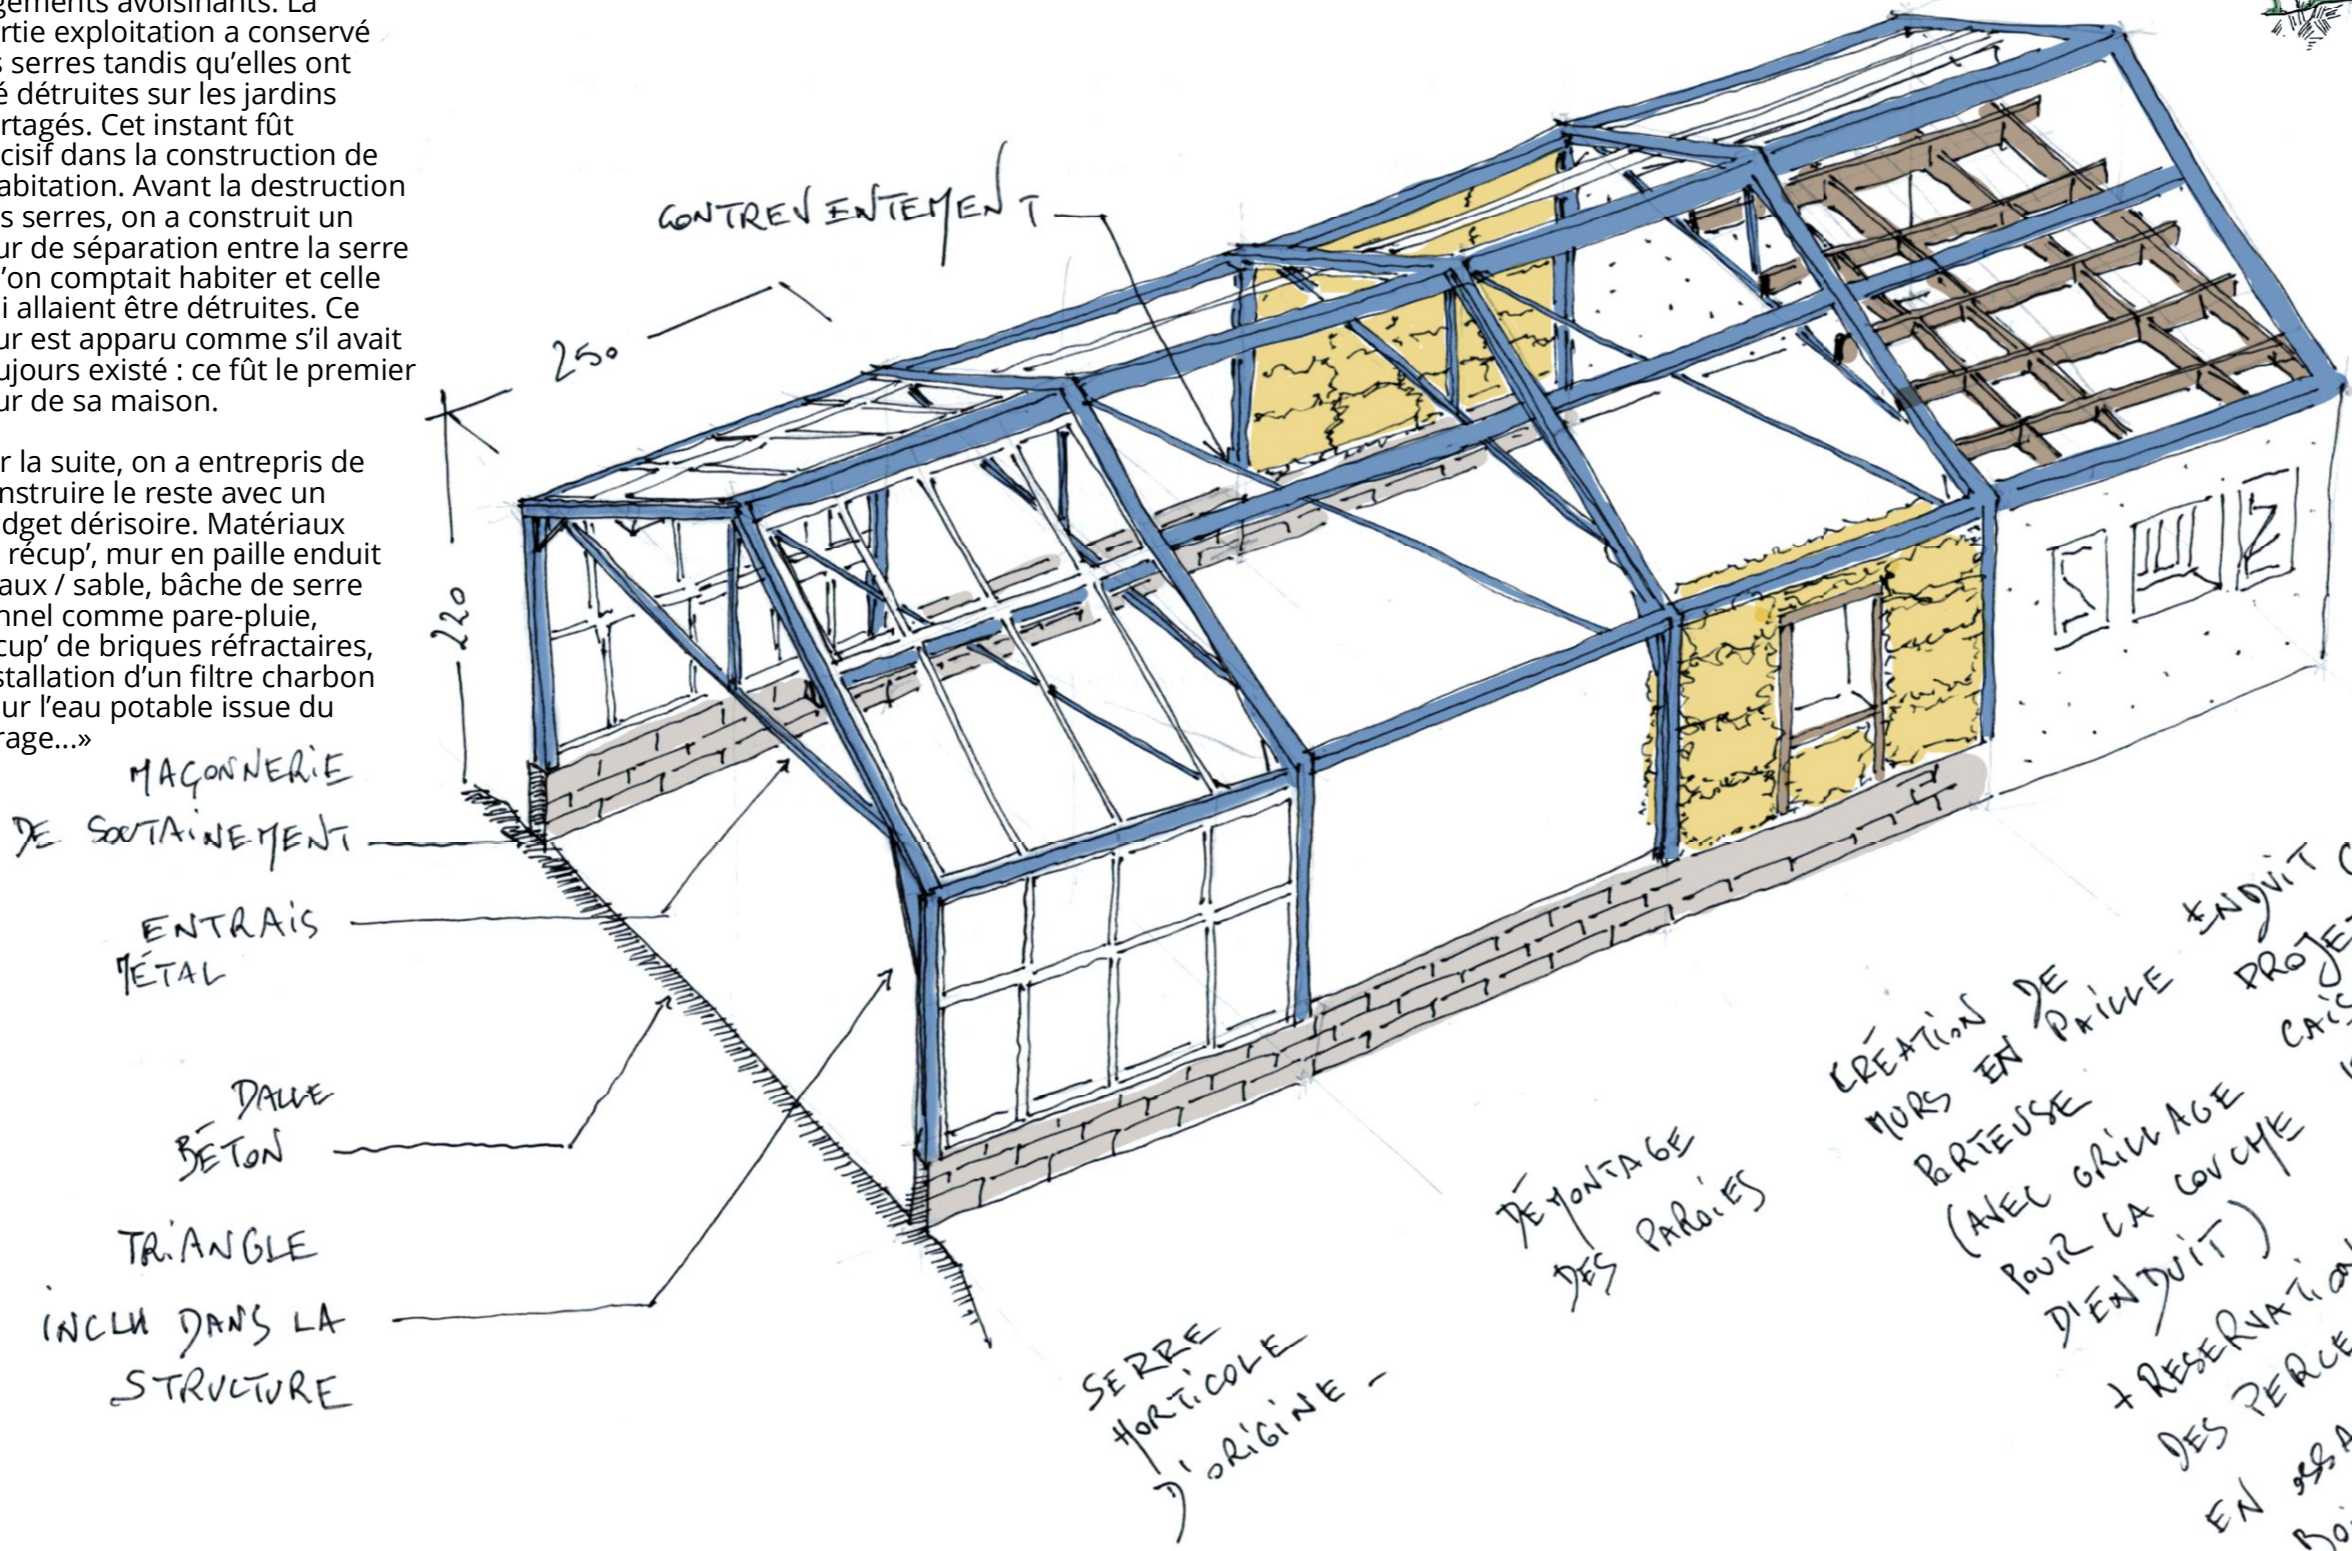 gements avoisinants. La
rtie exploitation a conservé
s serres tandis qu'elles ont
é détruites sur les jardins
rtagés. Cet instant fût
cisif dans la construction de
abitation. Avant la destruction
s serres, on a construit un
ur de séparation entre la serre
'on comptait habiter et celle
i allaient être détruites. Ce
ur est apparu comme s'il avait
ujours existé : ce fût le premier
ur de sa maison.
r la suite, on a entrepris de
nstruire le reste avec un
dget dérisoire. Matériaux
récup', mur en paille enduit
aux / sable, bâche de serre
nnel comme pare-pluie,
cup' de briques réfractaires,
stallation d'un filtre charbon
ur l'eau potable issue du
rage...»
CONTREVENTEMENT
250
220
MAÇONNERIE
DE SOUTAINEMENT
ENTRAIS
MÉTAL
DALLE
BÉTON
TRIANGLE
INCLU DANS LA
STRUCTURE
SERRE
HORTICOLE
D'ORIGINE -
DÉMONTAGE
DES PAROIES
CRÉATION DE
MURS EN PAILLE
PORTEUSE
(AVEC GRILLAGE
POUR LA COUCHE
D'ENDUIT)
+ RESERVATION
DES PERCE
EN OSSA
BOI
ENDUIT C
PROJE
CAIS